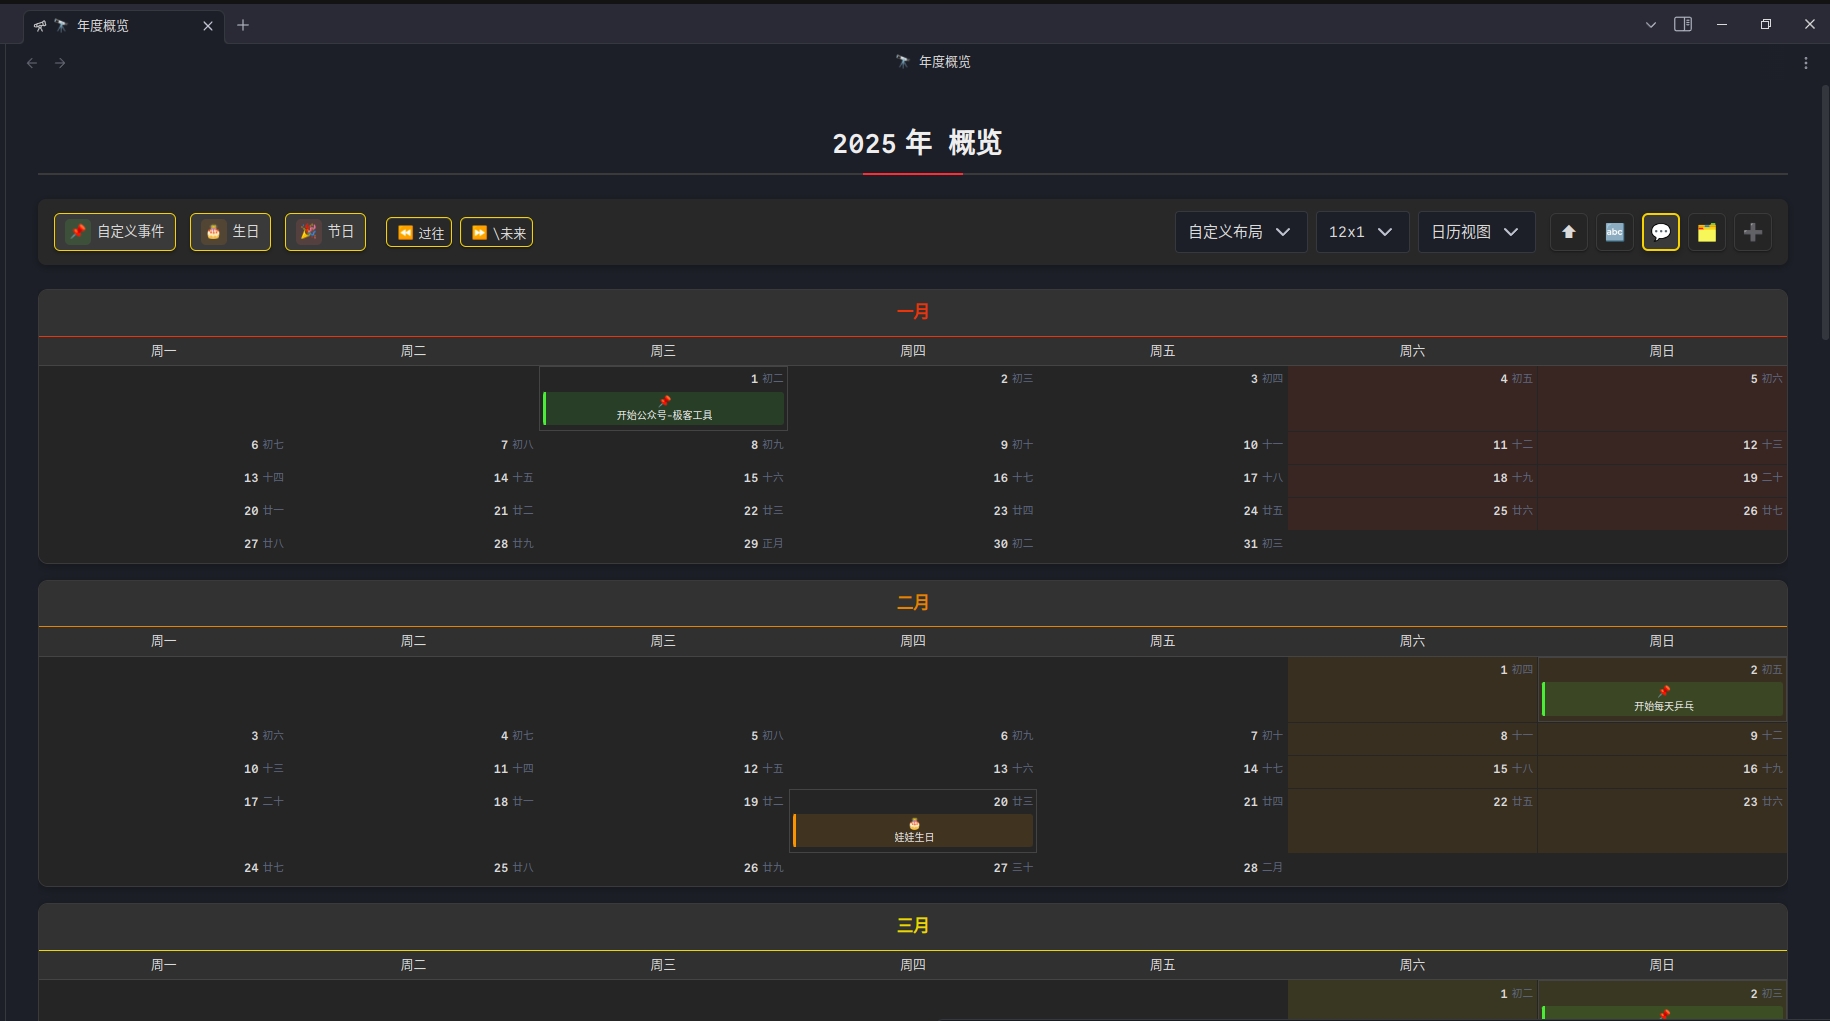 年度概览
年度概览
2025 年 概览
自定义事件 生日 节日 过往 \未来 自定义布局 12x1 日历视图 abc
一月
周一 周二 周三 周四 周五 周六 周日
1 初二 2 初三 3 初四 4 初五 5 初六
开始公众号-极客工具
6 初七 7 初八 8 初九 9 初十 10 十一 11 十二 12 十三
13 十四 14 十五 15 十六 16 十七 17 十八 18 十九 19 二十
20 廿一 21 廿二 22 廿三 23 廿四 24 廿五 25 廿六 26 廿七
27 廿八 28 廿九 29 正月 30 初二 31 初三
二月
周一 周二 周三 周四 周五 周六 周日
1 初四 2 初五
开始每天乒乓
3 初六 4 初七 5 初八 6 初九 7 初十 8 十一 9 十二
10 十三 11 十四 12 十五 13 十六 14 十七 15 十八 16 十九
17 二十 18 廿一 19 廿二 20 廿三 21 廿四 22 廿五 23 廿六
娃娃生日
24 廿七 25 廿八 26 廿九 27 三十 28 二月
三月
周一 周二 周三 周四 周五 周六 周日
1 初二 2 初三